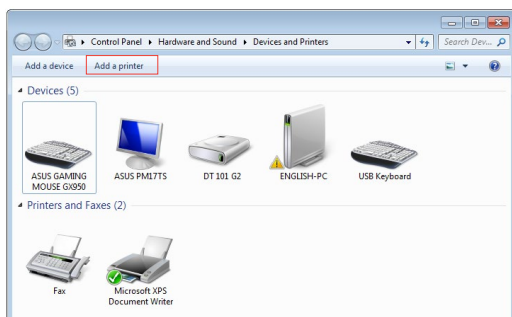 Control Panel ▸ Hardware and Sound ▸ Devices and Printers
Search Dev...
Add a device
Add a printer
Devices (5)
ASUS GAMING
MOUSE GX950
ASUS PM17TS
DT 101 G2
ENGLISH-PC
USB Keyboard
Printers and Faxes (2)
Fax
Microsoft XPS
Document Writer